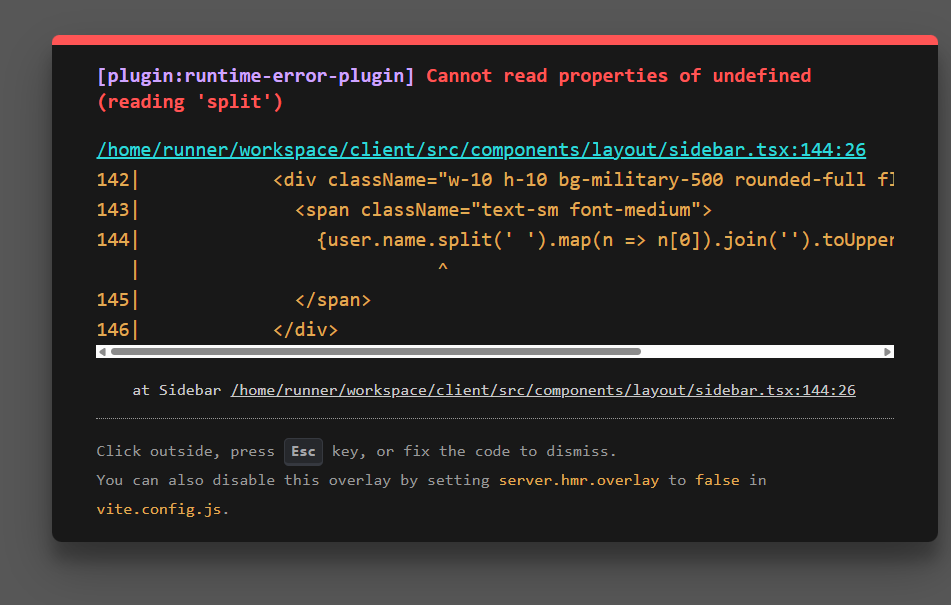 [plugin:runtime-error-plugin] Cannot read properties of undefined
(reading 'split')
/home/runner/workspace/client/src/components/layout/sidebar.tsx:144:26
142|            <div className="w-10 h-10 bg-military-500 rounded-full fl
143|              <span className="text-sm font-medium">
144|                {user.name.split(' ').map(n => n[0]).join('').toUpper
   |                           ^
145|              </span>
146|            </div>
at Sidebar /home/runner/workspace/client/src/components/layout/sidebar.tsx:144:26
Click outside, press Esc key, or fix the code to dismiss.
You can also disable this overlay by setting server.hmr.overlay to false in
vite.config.js.